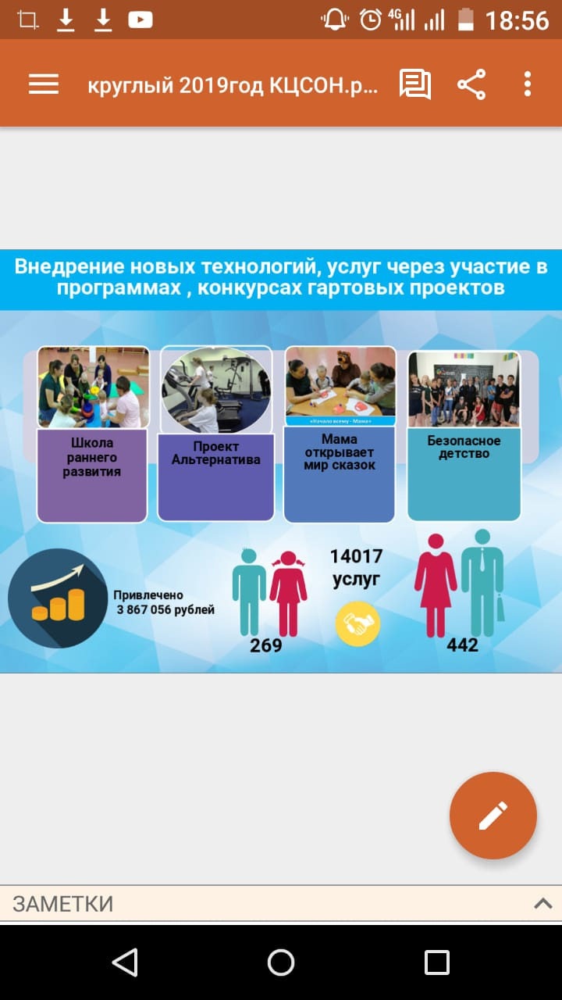 4G
18:56
круглый 2019год КЦСОН.p...
Внедрение новых технологий, услуг через участие в
программах , конкурсах гартовых проектов
«Начало всему - Мама»
Школа
раннего
развития
Проект
Альтернатива
Мама
открывает
мир сказок
Безопасное
детство
Привлечено
3 867 056 рублей
269
14017
услуг
442
ЗАМЕТКИ